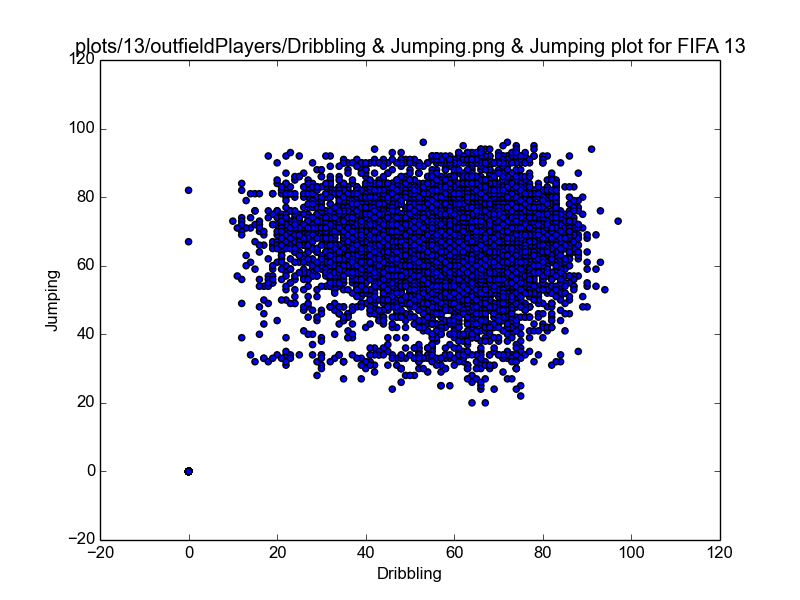 plots/13/outfieldPlayers/Dribbling & Jumping.png & Jumping plot for FIFA 13
120
100
80
60
40
20
0
−20
Jumping
−20 0 20 40 60 80 100 120
Dribbling